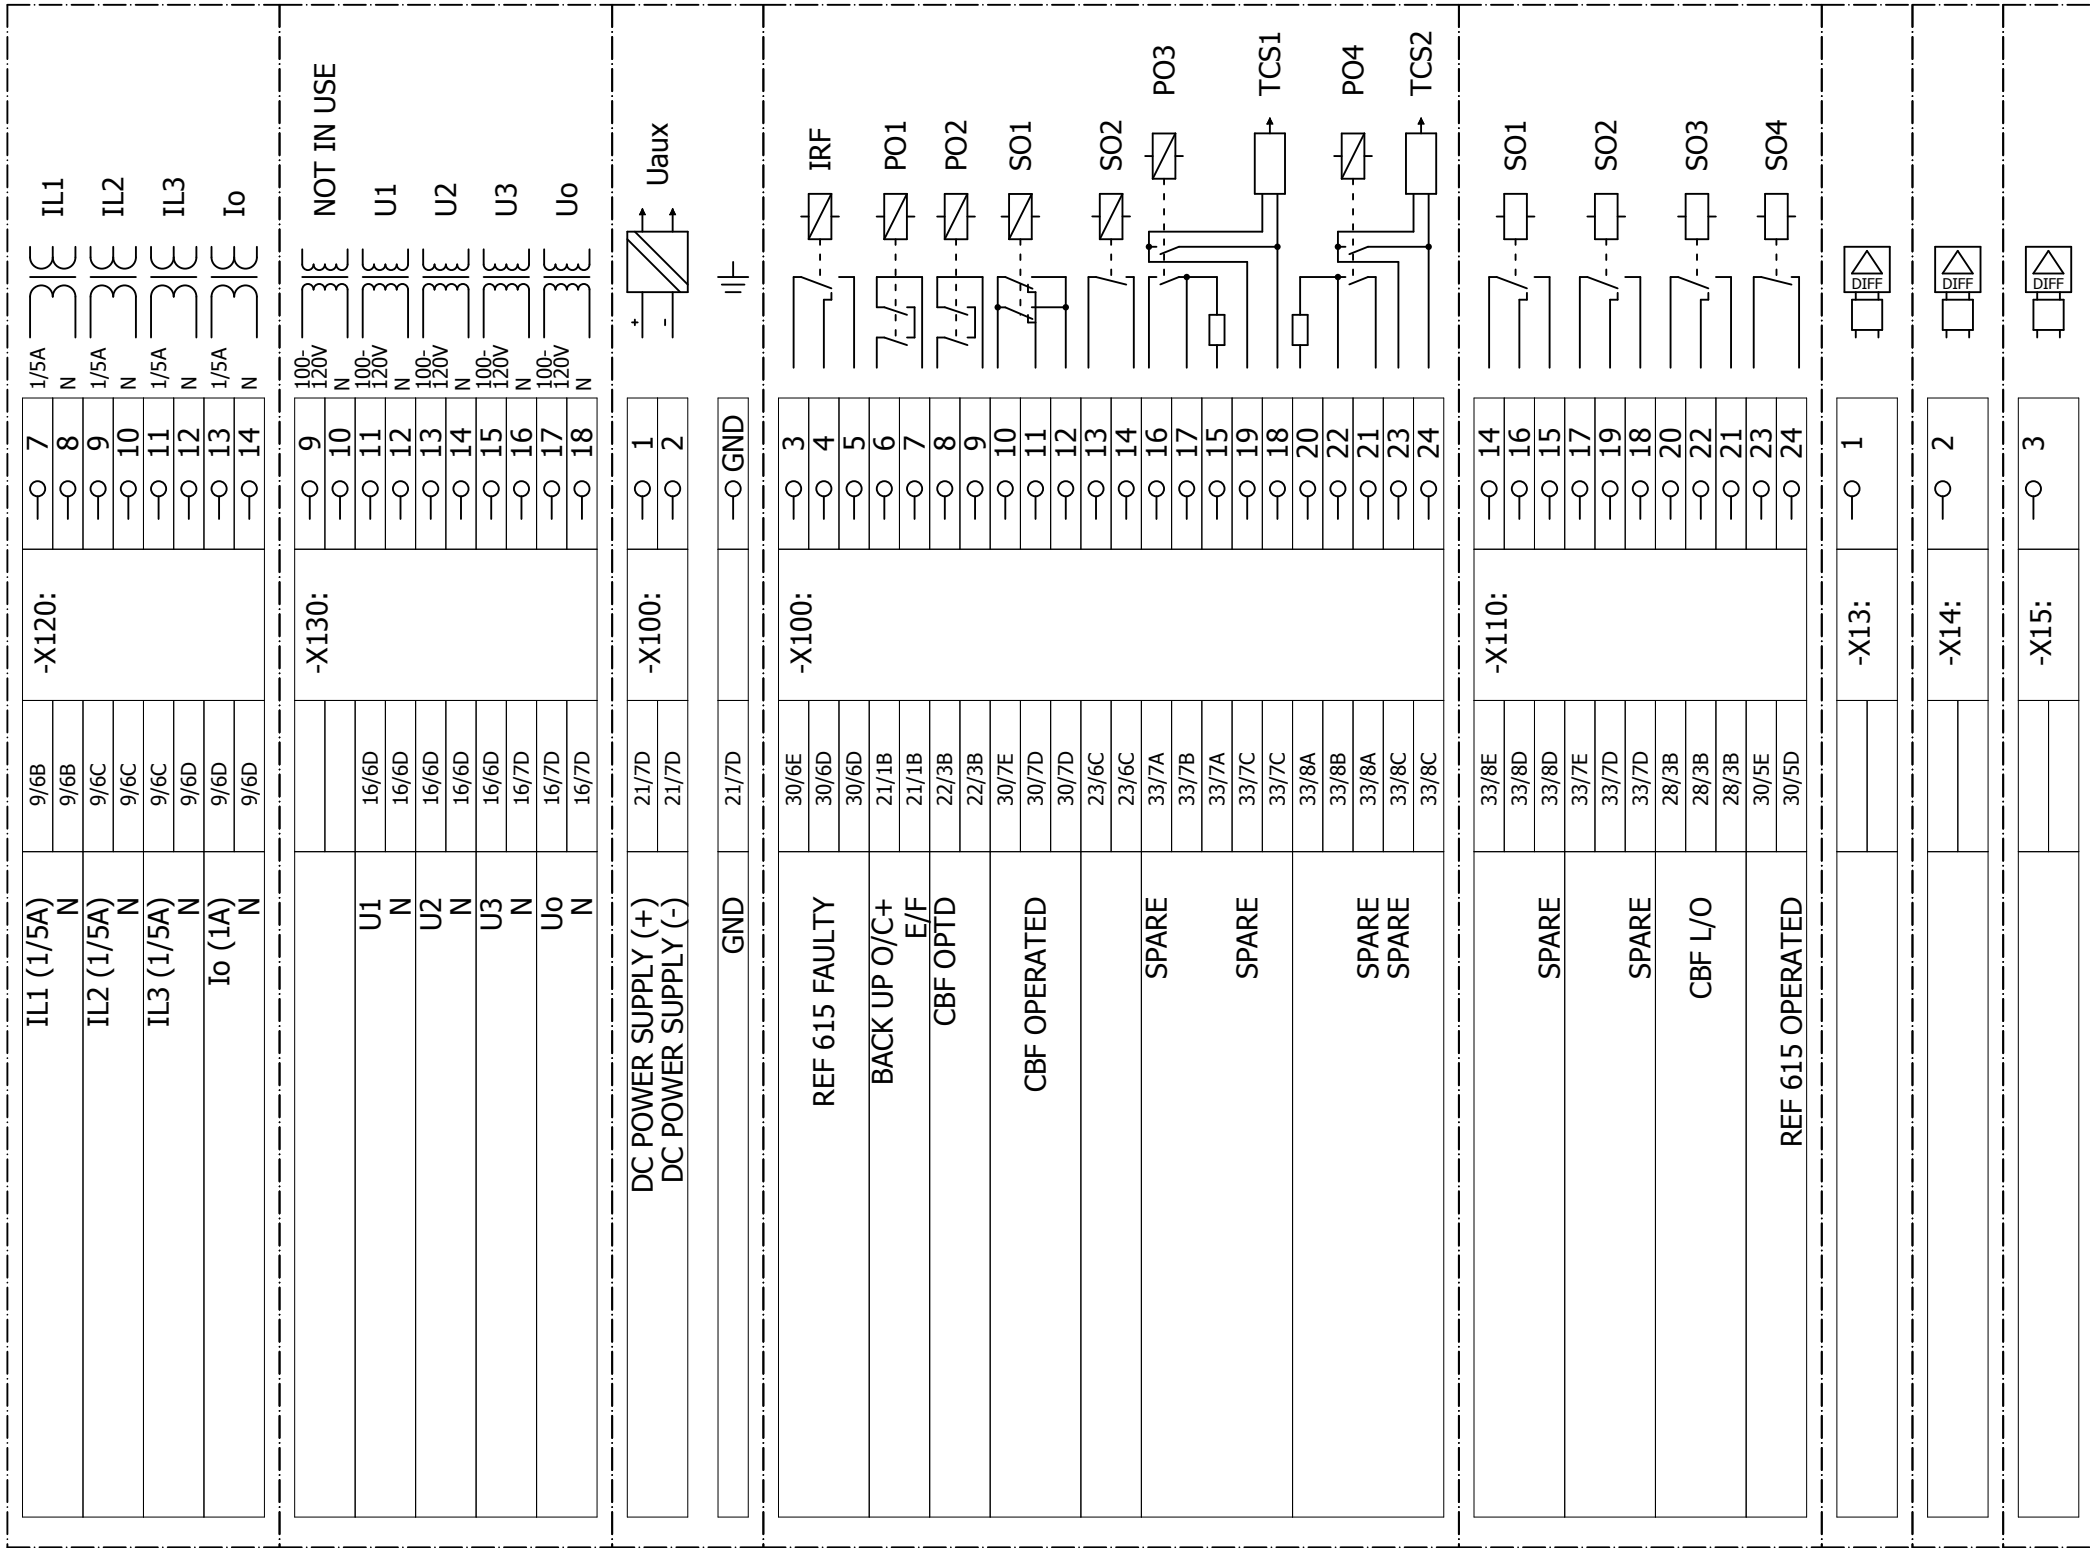 IL1
IL2
IL3
Io
1/5A
N
1/5A
N
1/5A
N
1/5A
N
7
8
9
10
11
12
13
14
-X120:
9/6B
9/6B
9/6C
9/6C
9/6C
9/6D
9/6D
9/6D
IL1 (1/5A)
N
IL2 (1/5A)
N
IL3 (1/5A)
N
Io (1A)
N
NOT IN USE
U1
U2
U3
Uo
100-
120V
N
100-
120V
N
100-
120V
N
100-
120V
N
100-
120V
N
9
10
11
12
13
14
15
16
17
18
-X130:
16/6D
16/6D
16/6D
16/6D
16/6D
16/7D
16/7D
16/7D
U1
N
U2
N
U3
N
Uo
N
Uaux
+
-
1
2
GND
-X100:
21/7D
21/7D
21/7D
DC POWER SUPPLY (+)
DC POWER SUPPLY (-)
GND
IRF
PO1
PO2
SO1
SO2
PO3
TCS1
PO4
TCS2
3
4
5
6
7
8
9
10
11
12
13
14
16
17
15
19
18
20
22
21
23
24
-X100:
30/6E
30/6D
30/6D
21/1B
21/1B
22/3B
22/3B
30/7E
30/7D
30/7D
23/6C
23/6C
33/7A
33/7B
33/7A
33/7C
33/7C
33/8A
33/8B
33/8A
33/8C
33/8C
REF 615 FAULTY
BACK UP O/C+
E/F
CBF OPTD
CBF OPERATED
SPARE
SPARE
SPARE
SPARE
SO1
SO2
SO3
SO4
14
16
15
17
19
18
20
22
21
23
24
-X110:
33/8E
33/8D
33/8D
33/7E
33/7D
33/7D
28/3B
28/3B
28/3B
30/5E
30/5D
SPARE
SPARE
CBF L/O
REF 615 OPERATED
DIFF
1
-X13:
DIFF
2
-X14:
DIFF
3
-X15: